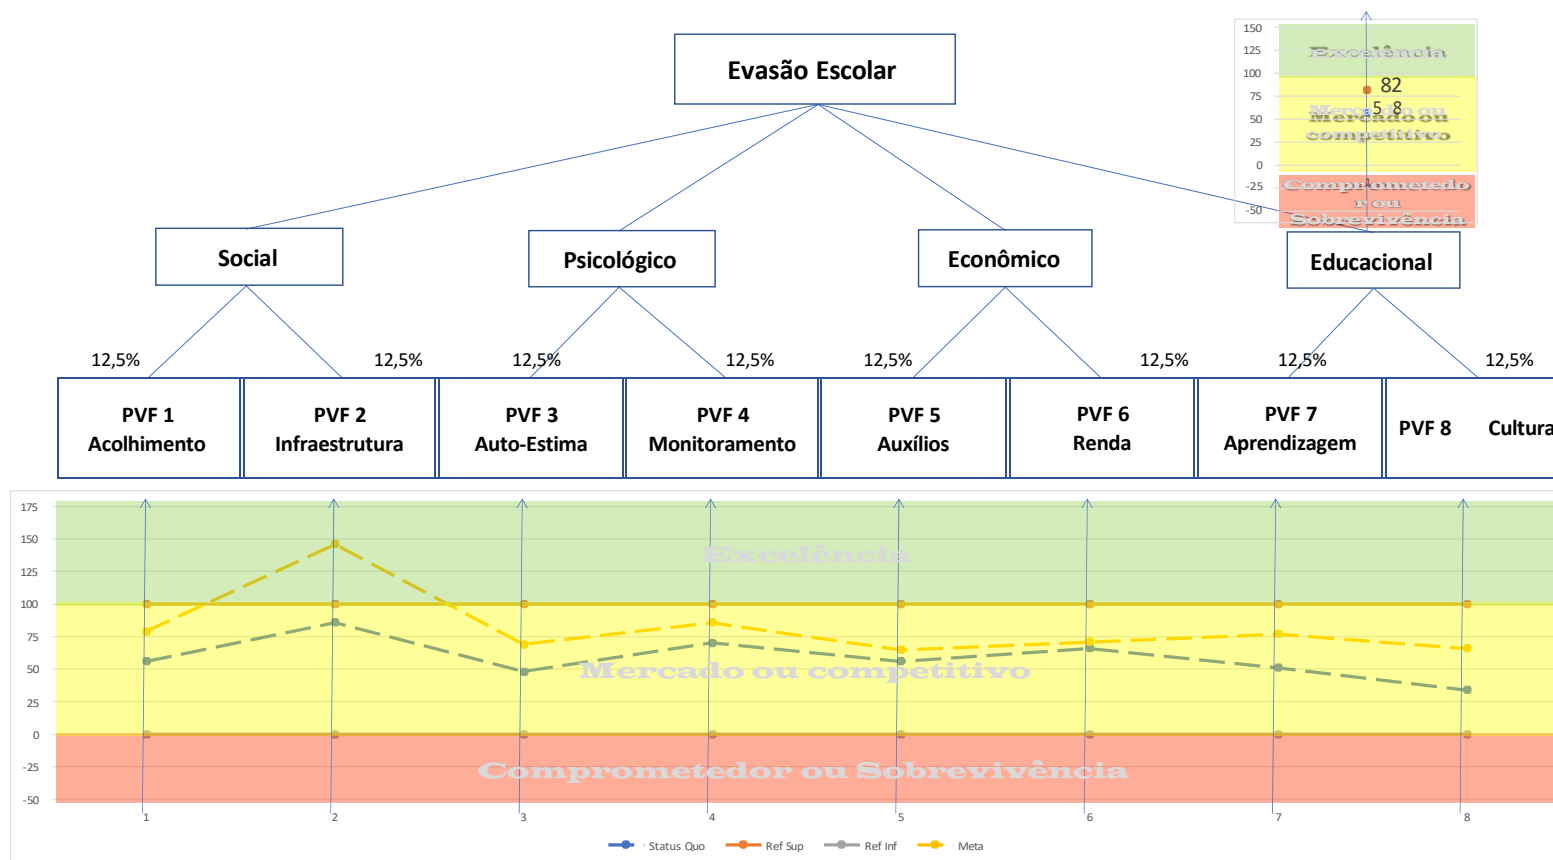 Evasão Escolar
150
125
100
75
50
25
0
-25
-50
Excelência
82
58
Mercado ou
competitivo
Comprometedo
r ou
Sobrevivência
1
Social
Psicológico
Econômico
Educacional
12,5%
12,5%
12,5%
12,5%
12,5%
12,5%
12,5%
12,5%
PVF 1
Acolhimento
PVF 2
Infraestrutura
PVF 3
Auto-Estima
PVF 4
Monitoramento
PVF 5
Auxílios
PVF 6
Renda
PVF 7
Aprendizagem
PVF 8 Cultura
175
150
125
100
75
50
25
0
-25
-50
Excelência
Mercado ou competitivo
Comprometedor ou Sobrevivência
1 2 3 4 5 6 7 8
Status Quo Ref Sup Ref Inf Meta